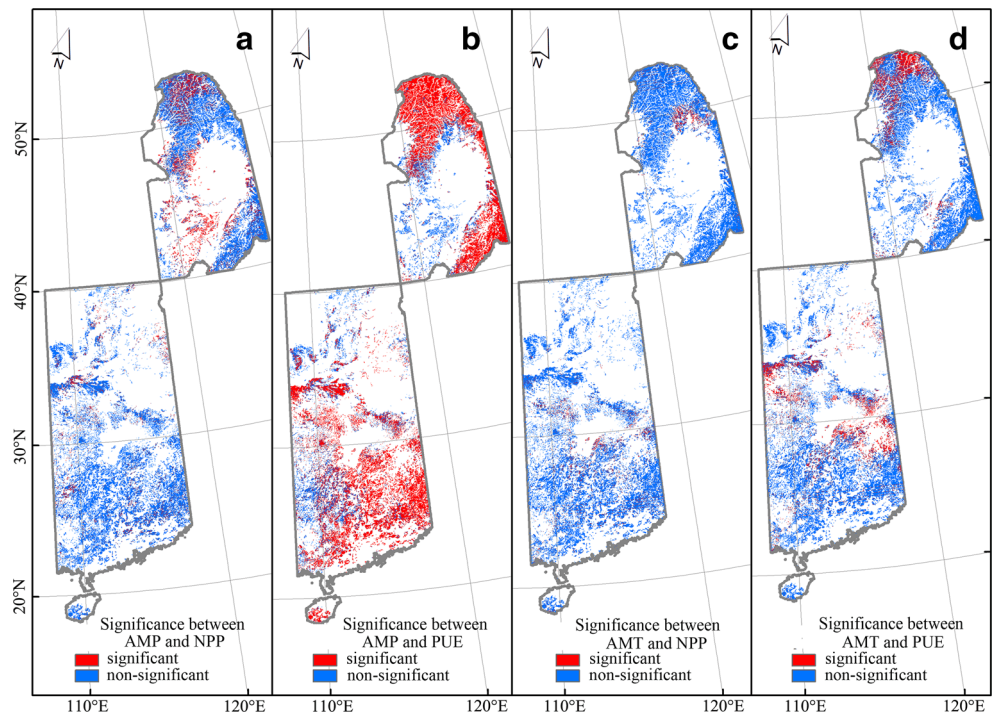 a
b
c
d
N
N
N
N
50°N
40°N
30°N
20°N
Significance between
AMP and NPP
significant
non-significant
Significance between
AMP and PUE
significant
non-significant
Significance between
AMT and NPP
significant
non-significant
Significance between
AMT and PUE
significant
non-significant
110°E
120°E
110°E
120°E
110°E
120°E
110°E
120°E